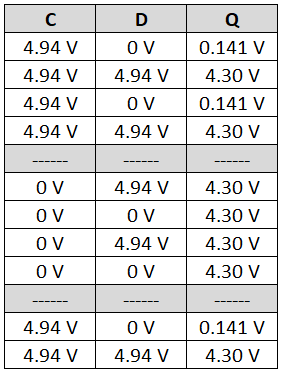 C D Q
4.94 V 0 V 0.141 V
4.94 V 4.94 V 4.30 V
4.94 V 0 V 0.141 V
4.94 V 4.94 V 4.30 V
------ ------ ------
0 V 4.94 V 4.30 V
0 V 0 V 4.30 V
0 V 4.94 V 4.30 V
0 V 0 V 4.30 V
------ ------ ------
4.94 V 0 V 0.141 V
4.94 V 4.94 V 4.30 V